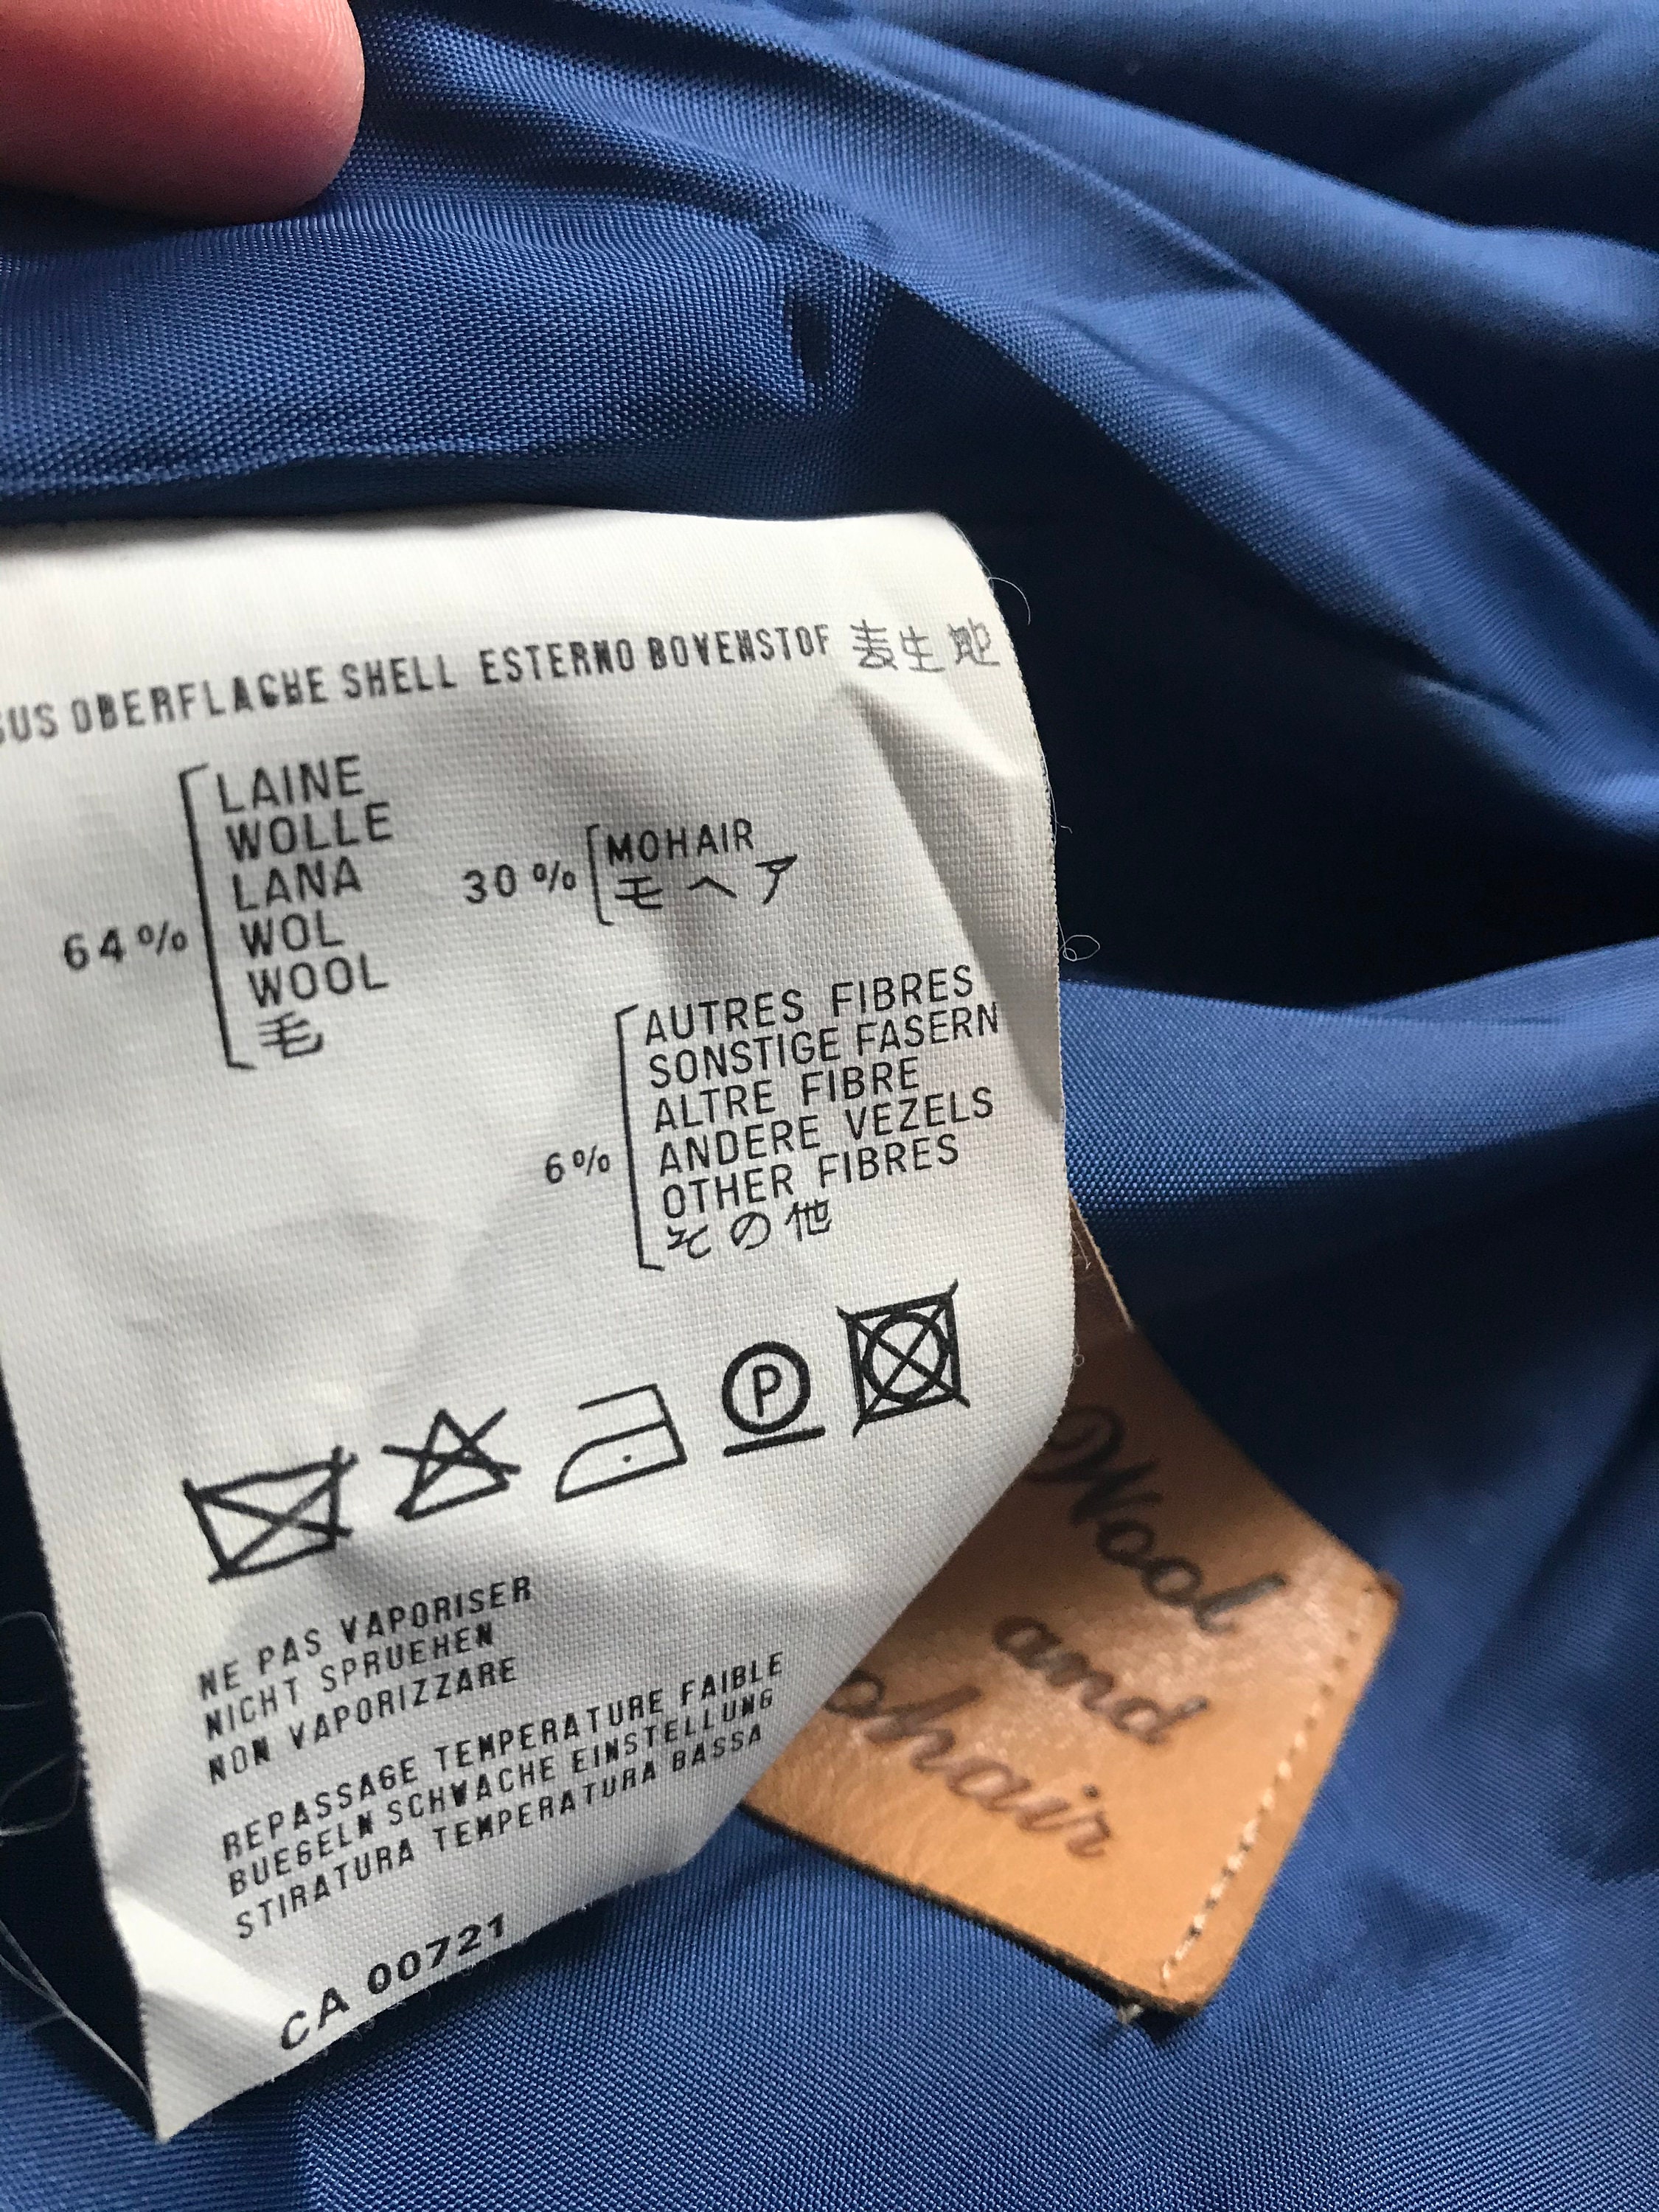 SUS OBERFLACHE SHELL ESTERNO BOVENSTOF 表生地
64%
LAINE
WOLLE
LANA
WOL
WOOL
毛
30%
MOHAIR
モヘア
6%
AUTRES FIBRES
SONSTIGE FASERN
ALTRE FIBRE
ANDERE VEZELS
OTHER FIBRES
その他
P
NE PAS VAPORISER
NICHT SPRUEHEN
NON VAPORIZZARE
REPASSAGE TEMPERATURE FAIBLE
BUEGELN SCHWACHE EINSTELLUNG
STIRATURA TEMPERATURA BASSA
CA 00721
Wool
and
ohair